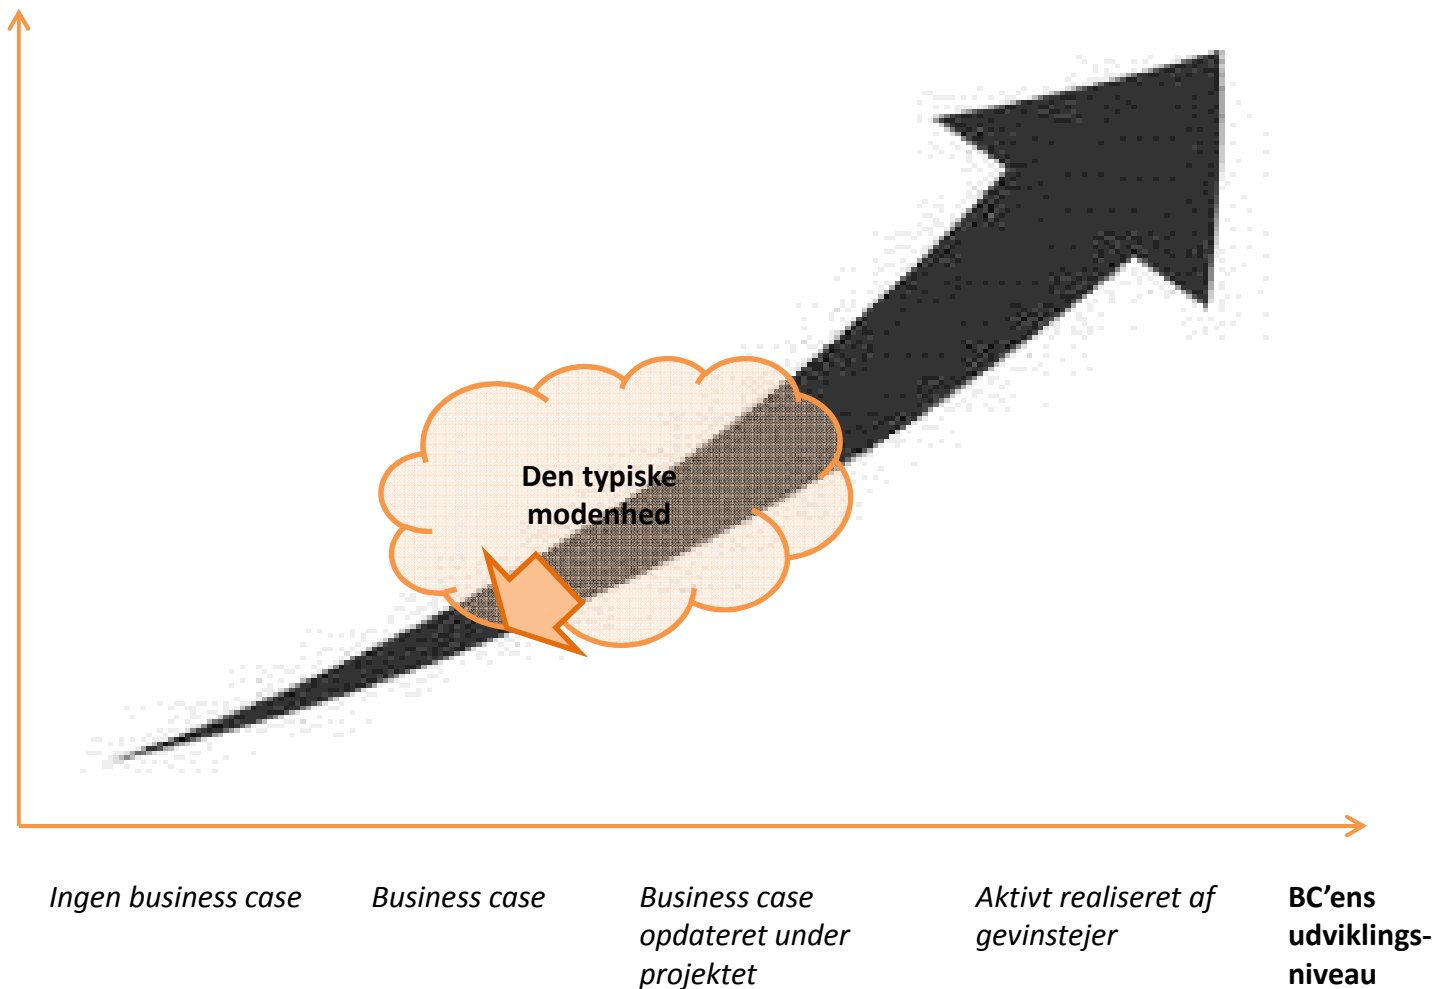 Den typiske
modenhed
Ingen business case
Business case
Business case
opdateret under
projektet
Aktivt realiseret af
gevinstejer
BC’ens
udviklings-
niveau